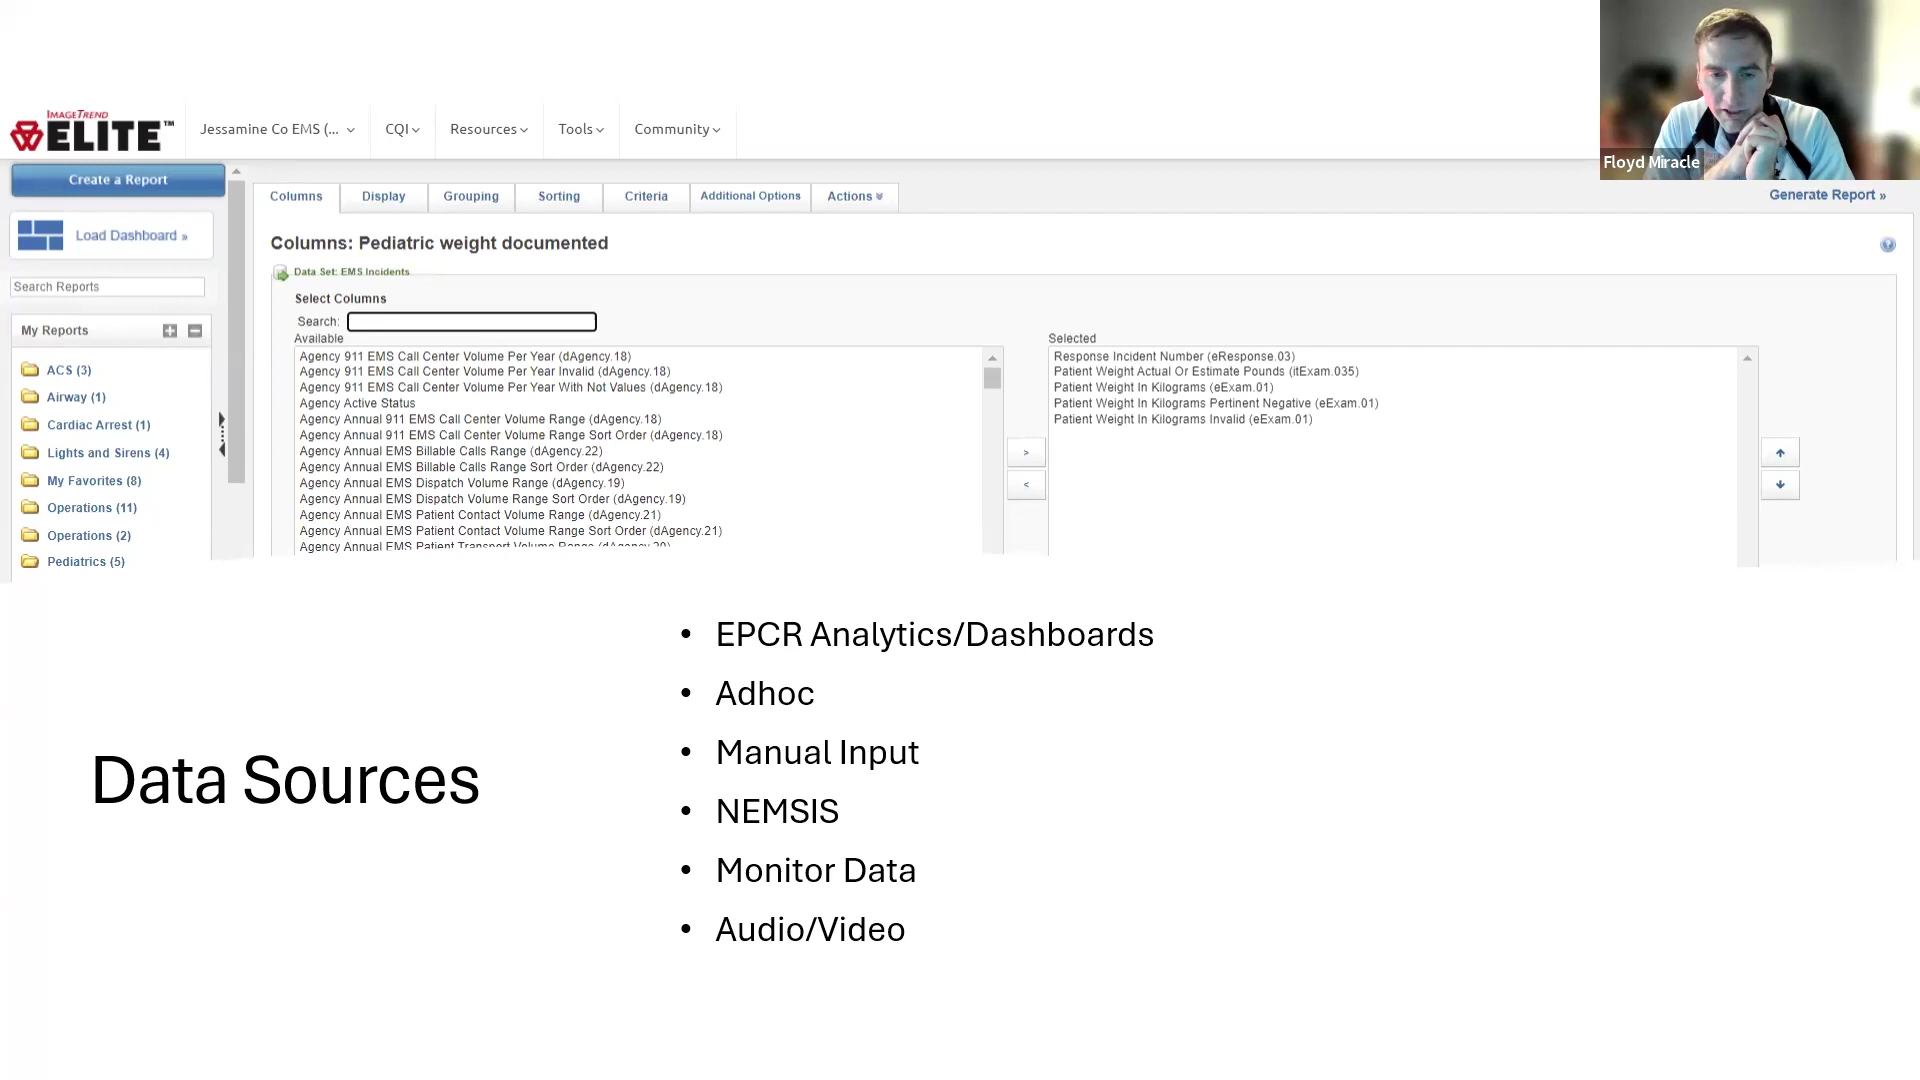 IMAGETREND
ELITE™
Jessamine Co EMS (...
CQI
Resources
Tools
Community
Floyd Miracle
Create a Report
Load Dashboard »
Search Reports
My Reports
ACS (3)
Airway (1)
Cardiac Arrest (1)
Lights and Sirens (4)
My Favorites (8)
Operations (11)
Operations (2)
Pediatrics (5)
Columns
Display
Grouping
Sorting
Criteria
Additional Options
Actions
Generate Report »
Columns: Pediatric weight documented
Data Set: EMS Incidents
Select Columns
Search:
Available
Agency 911 EMS Call Center Volume Per Year (dAgency.18)
Agency 911 EMS Call Center Volume Per Year Invalid (dAgency.18)
Agency 911 EMS Call Center Volume Per Year With Not Values (dAgency.18)
Agency Active Status
Agency Annual 911 EMS Call Center Volume Range (dAgency.18)
Agency Annual 911 EMS Call Center Volume Range Sort Order (dAgency.18)
Agency Annual EMS Billable Calls Range (dAgency.22)
Agency Annual EMS Billable Calls Range Sort Order (dAgency.22)
Agency Annual EMS Dispatch Volume Range (dAgency.19)
Agency Annual EMS Dispatch Volume Range Sort Order (dAgency.19)
Agency Annual EMS Patient Contact Volume Range (dAgency.21)
Agency Annual EMS Patient Contact Volume Range Sort Order (dAgency.21)
Agency Annual EMS Patient Transport Volume Range (dAgency.20)
>
<
Selected
Response Incident Number (eResponse.03)
Patient Weight Actual Or Estimate Pounds (itExam.035)
Patient Weight In Kilograms (eExam.01)
Patient Weight In Kilograms Pertinent Negative (eExam.01)
Patient Weight In Kilograms Invalid (eExam.01)
Data Sources
• EPCR Analytics/Dashboards
• Adhoc
• Manual Input
• NEMSIS
• Monitor Data
• Audio/Video